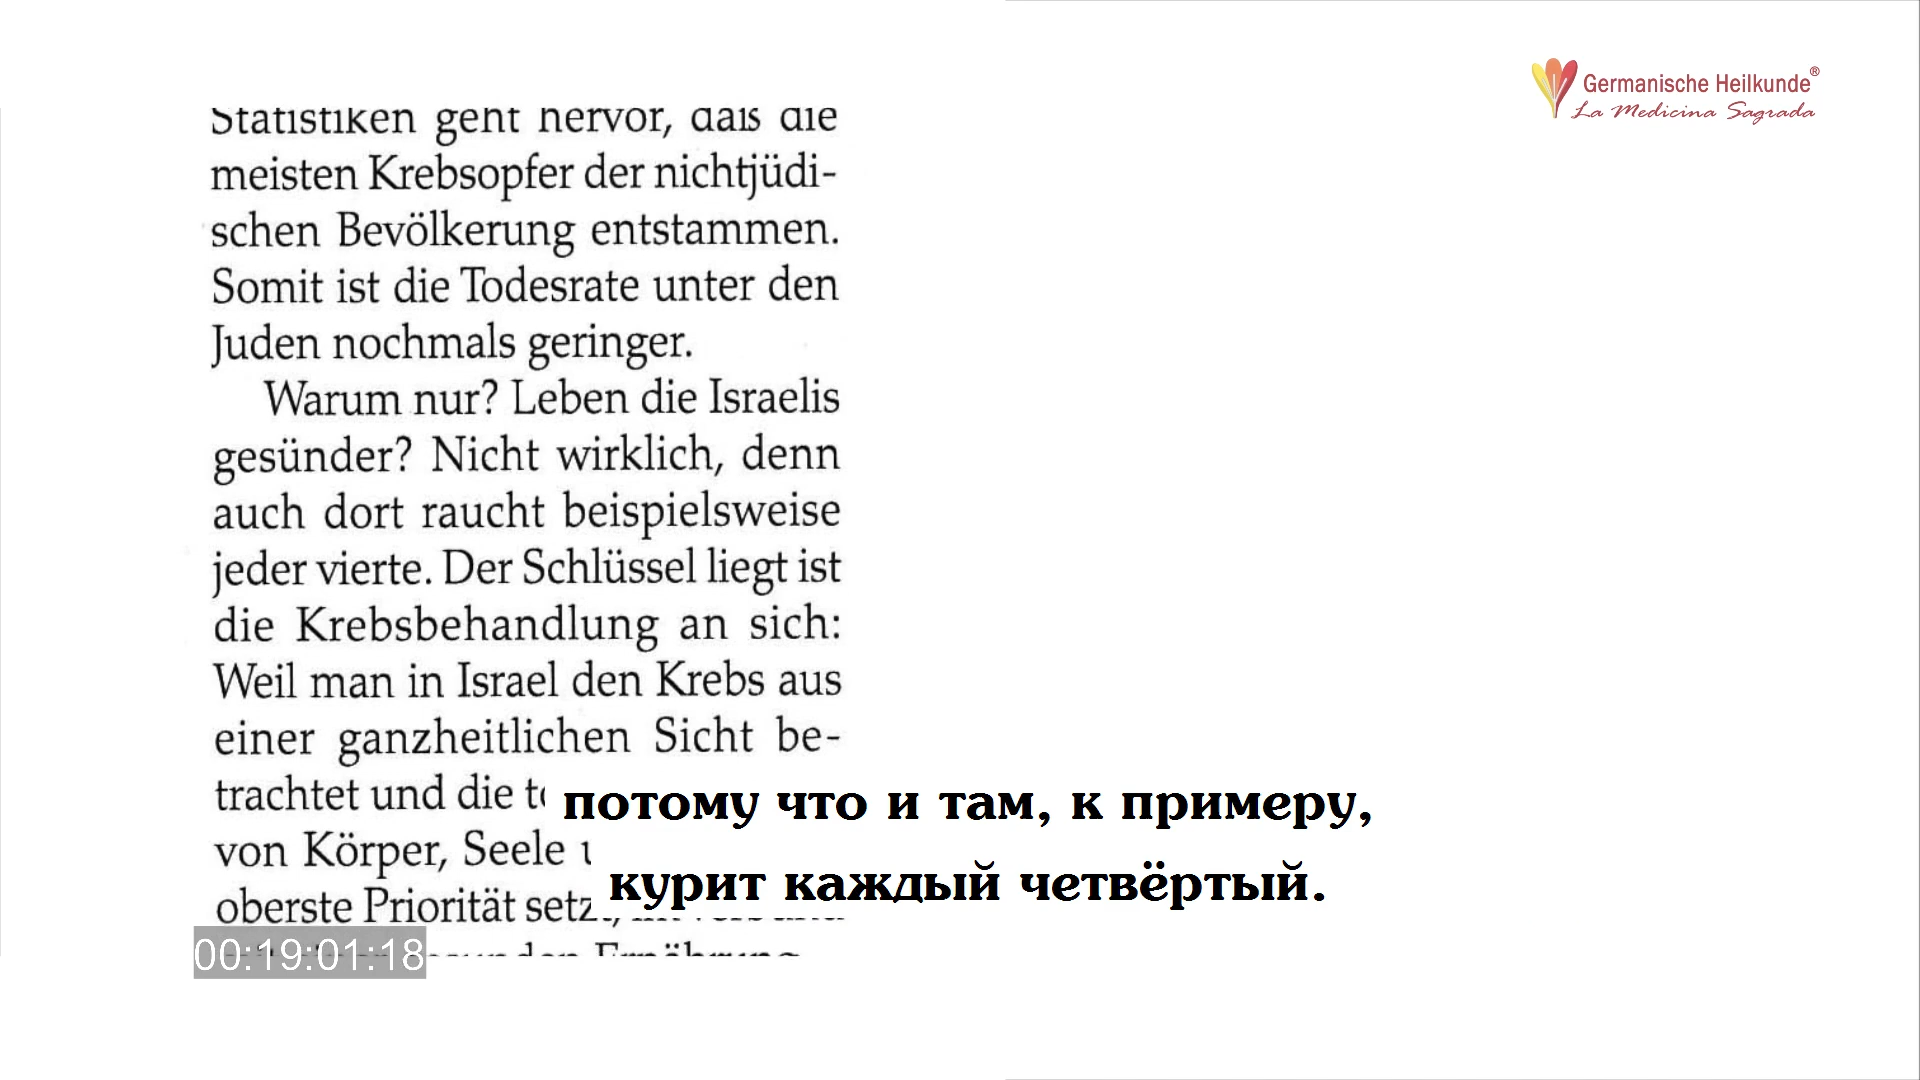 Germanische Heilkunde®
La Medicina Sagrada
Statistiken geht hervor, daß die
meisten Krebsopfer der nichtjüdi-
schen Bevölkerung entstammen.
Somit ist die Todesrate unter den
Juden nochmals geringer.
Warum nur? Leben die Israelis
gesünder? Nicht wirklich, denn
auch dort raucht beispielsweise
jeder vierte. Der Schlüssel liegt ist
die Krebsbehandlung an sich:
Weil man in Israel den Krebs aus
einer ganzheitlichen Sicht be-
trachtet und die
von Körper, Seele
oberste Priorität
потому что и там, к примеру,
курит каждый четвёртый.
00:19:01:18